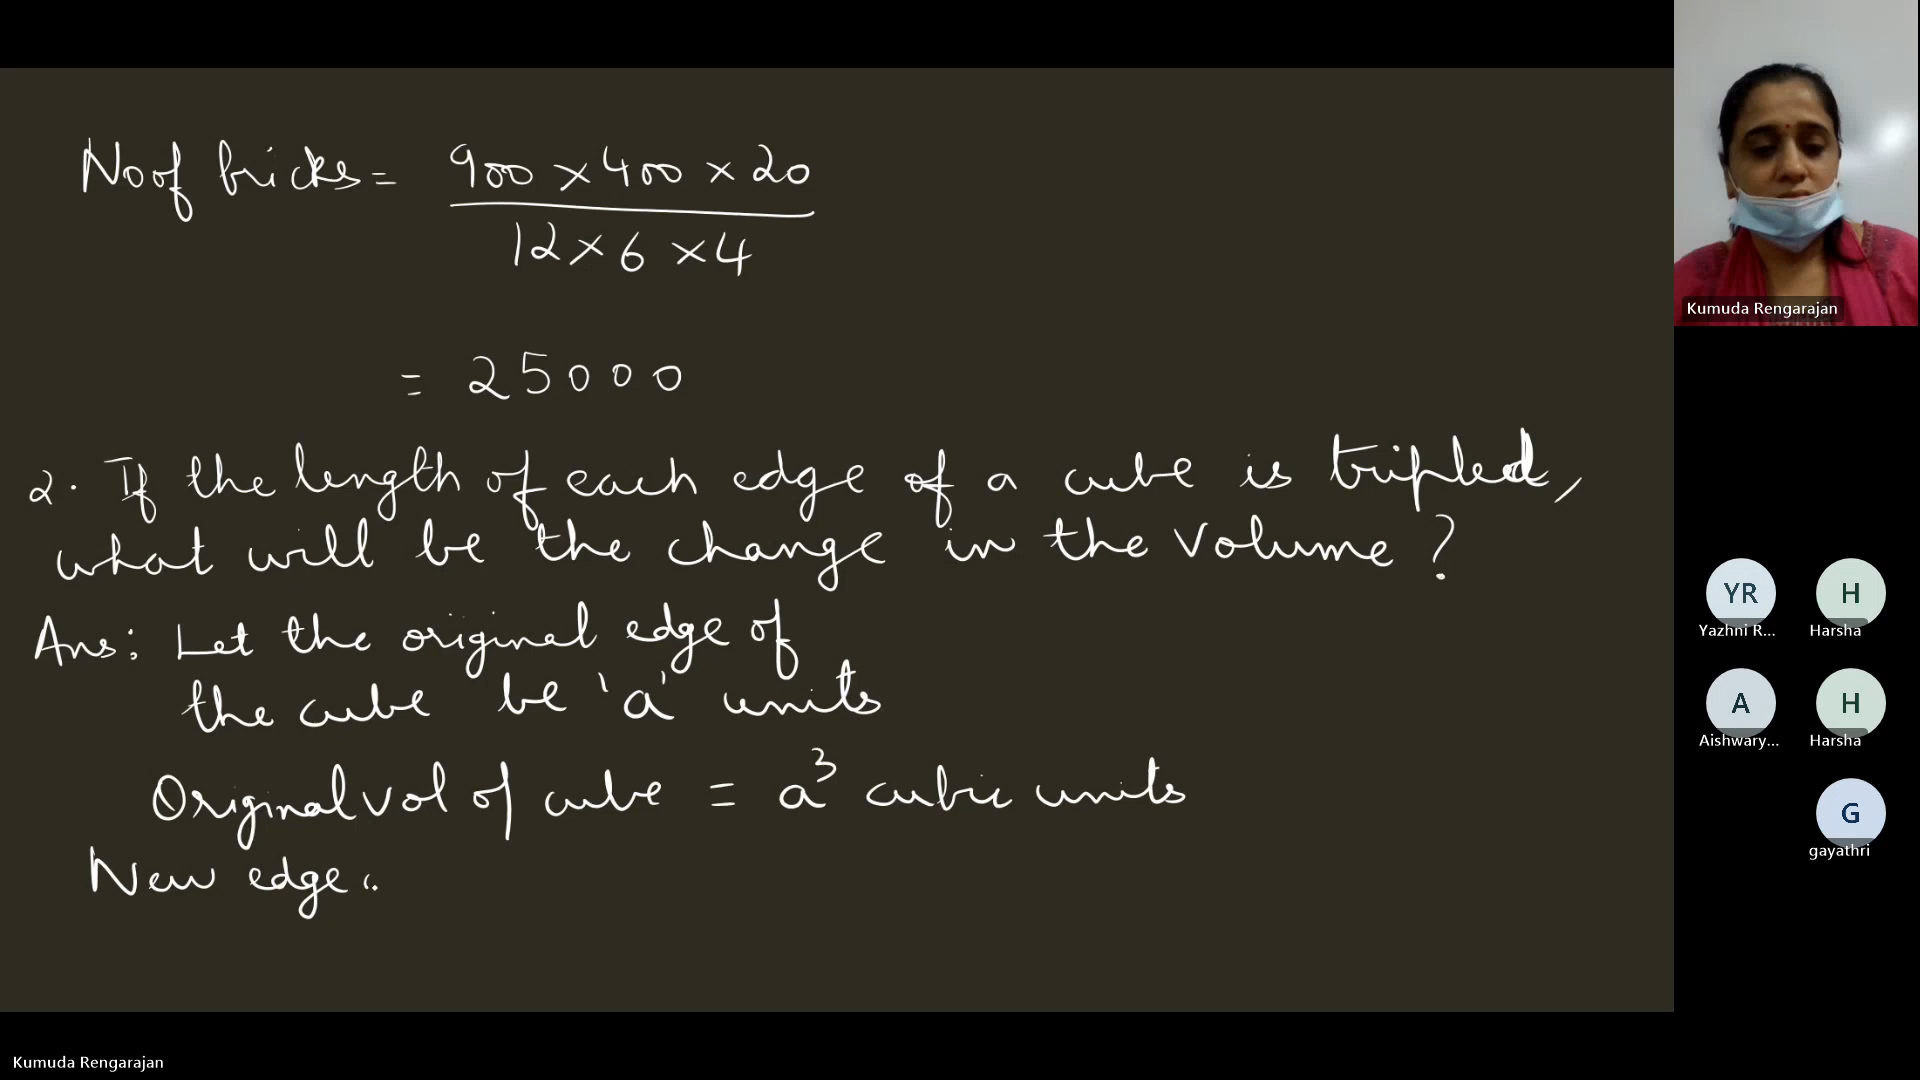 No of bricks = 900 × 400 × 20
12 × 6 × 4
= 25000
2. If the length of each edge of a cube is tripled,
what will be the change in the volume?
Ans: Let the original edge of
the cube be 'a' units
Original vol of cube = a³ cubic units
New edge
Kumuda Rengarajan
YR
Yazhni R...
H
Harsha
A
Aishwary...
H
Harsha
G
gayathri
Kumuda Rengarajan